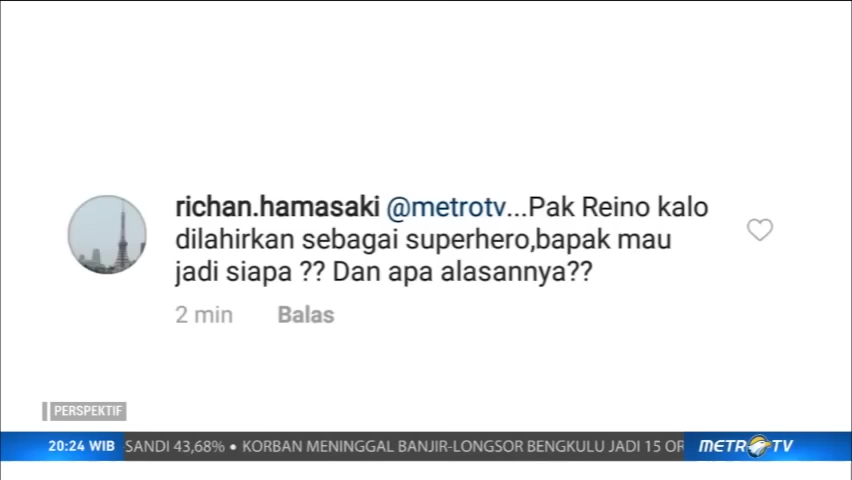 richan.hamasaki @metrotv...Pak Reino kalo
dilahirkan sebagai superhero,bapak mau
jadi siapa ?? Dan apa alasannya??
2 min Balas
PERSPEKTIF
20:24 WIB SANDI 43,68% • KORBAN MENINGGAL BANJIR-LONGSOR BENGKULU JADI 15 OR METRO TV